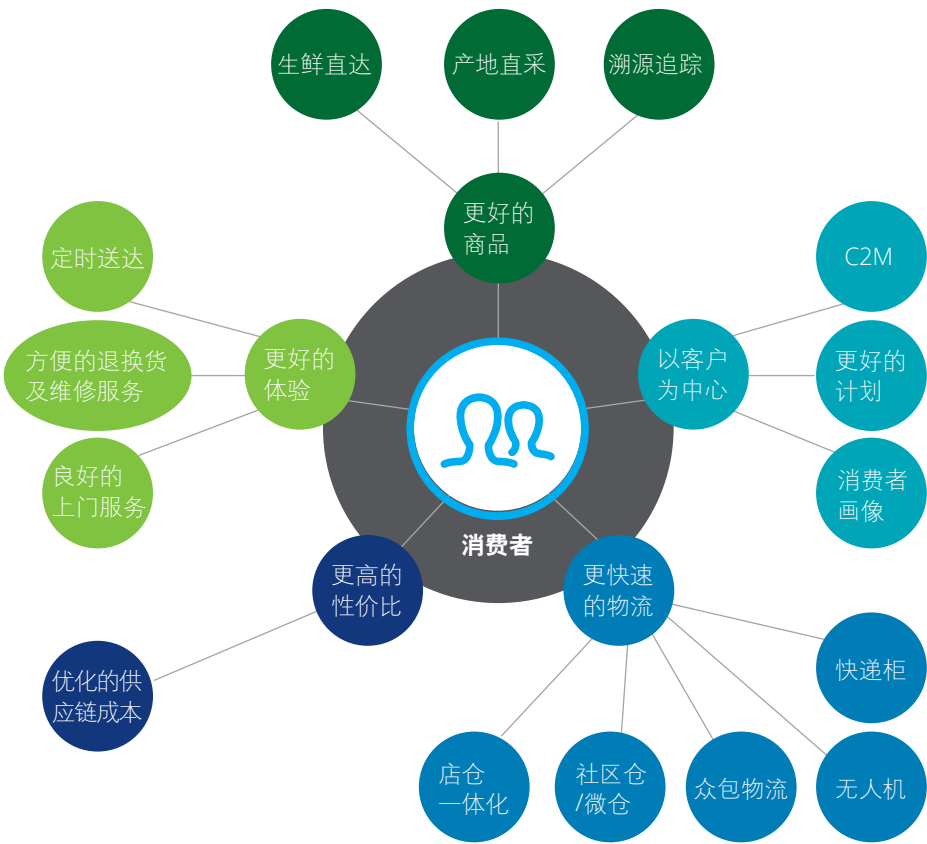 生鲜直达
产地直采
溯源追踪
更好的
商品
定时送达
方便的退换货
及维修服务
良好的
上门服务
更好的
体验
以客户
为中心
C2M
更好的
计划
消费者
画像
消费者
更高的
性价比
优化的供
应链成本
更快速
的物流
快递柜
店仓
一体化
社区仓
/微仓
众包物流
无人机